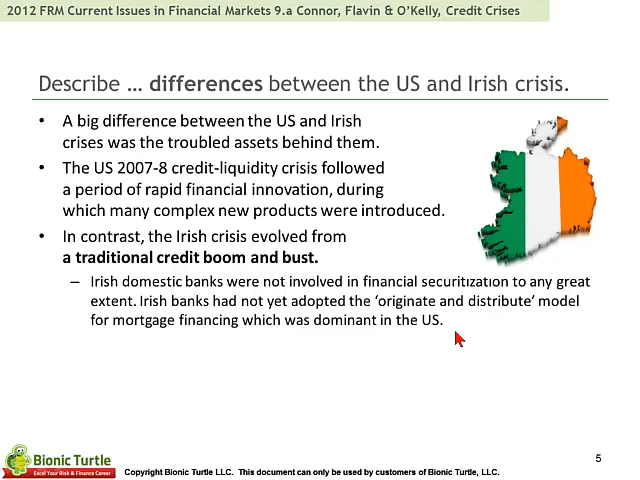 2012 FRM Current Issues in Financial Markets 9.a Connor, Flavin & O’Kelly, Credit Crises
Describe … differences between the US and Irish crisis.
• A big difference between the US and Irish
crises was the troubled assets behind them.
• The US 2007-8 credit-liquidity crisis followed
a period of rapid financial innovation, during
which many complex new products were introduced.
• In contrast, the Irish crisis evolved from
a traditional credit boom and bust.
– Irish domestic banks were not involved in financial securitization to any great
extent. Irish banks had not yet adopted the ‘originate and distribute’ model
for mortgage financing which was dominant in the US.
5
Bionic Turtle
Excel Your Risk & Finance Career
Copyright Bionic Turtle LLC. This document can only be used by customers of Bionic Turtle, LLC.